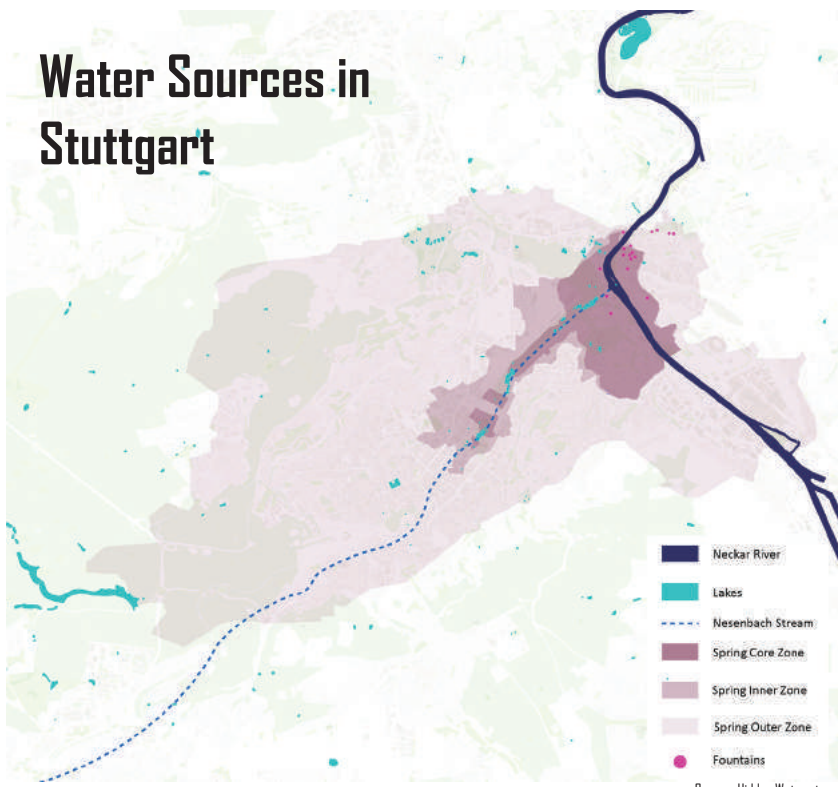 Water Sources in
Stuttgart
Neckar River
Lakes
Nesenbach Stream
Spring Core Zone
Spring Inner Zone
Spring Outer Zone
Fountains